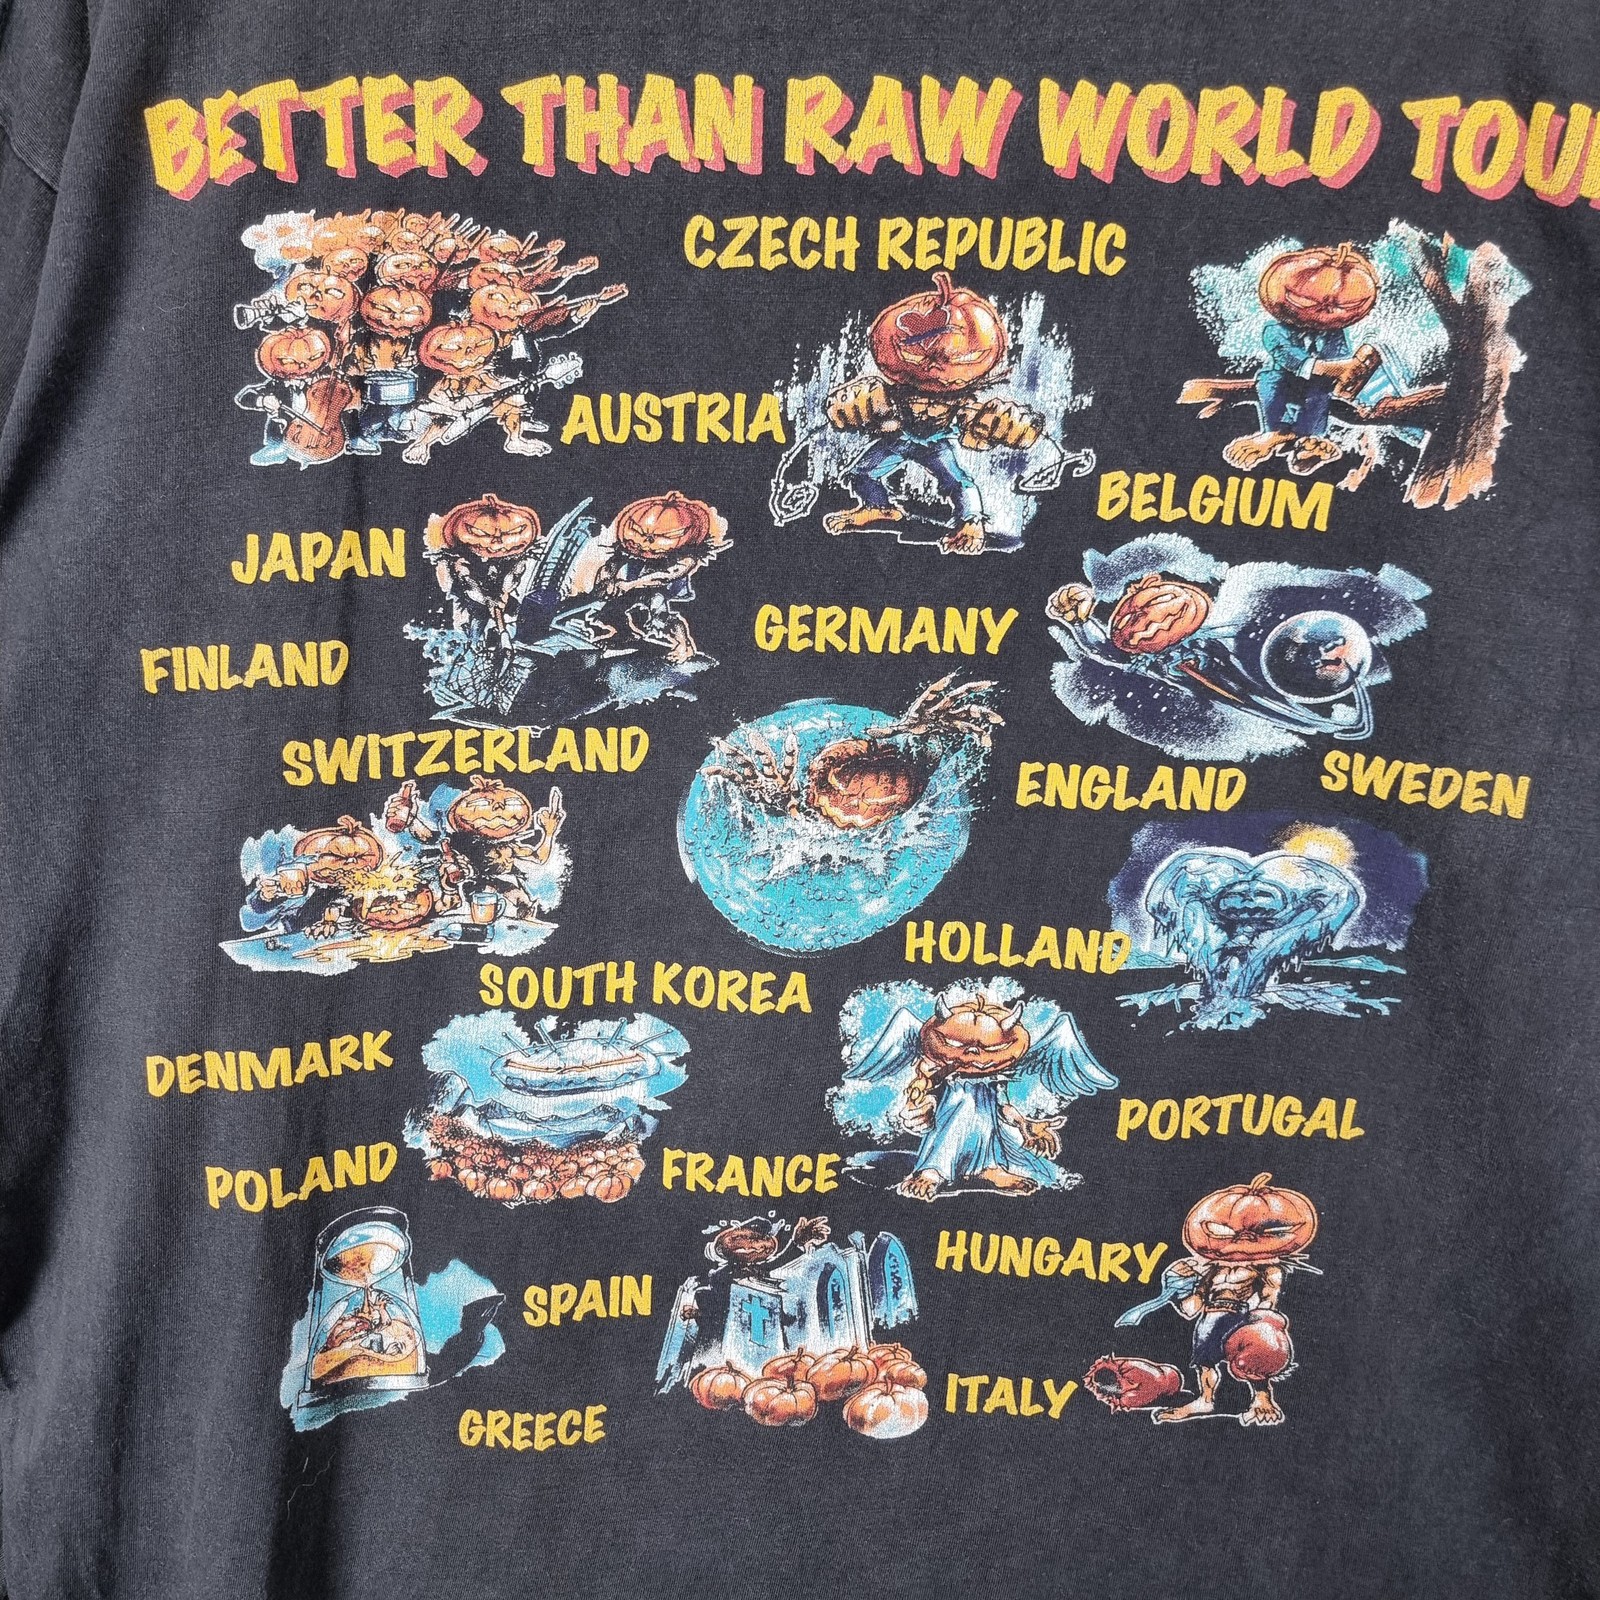 BETTER THAN RAW WORLD TOU
CZECH REPUBLIC
AUSTRIA
BELGIUM
JAPAN
GERMANY
FINLAND
SWITZERLAND
ENGLAND
SWEDEN
HOLLAND
SOUTH KOREA
DENMARK
PORTUGAL
POLAND
FRANCE
HUNGARY
SPAIN
ITALY
GREECE